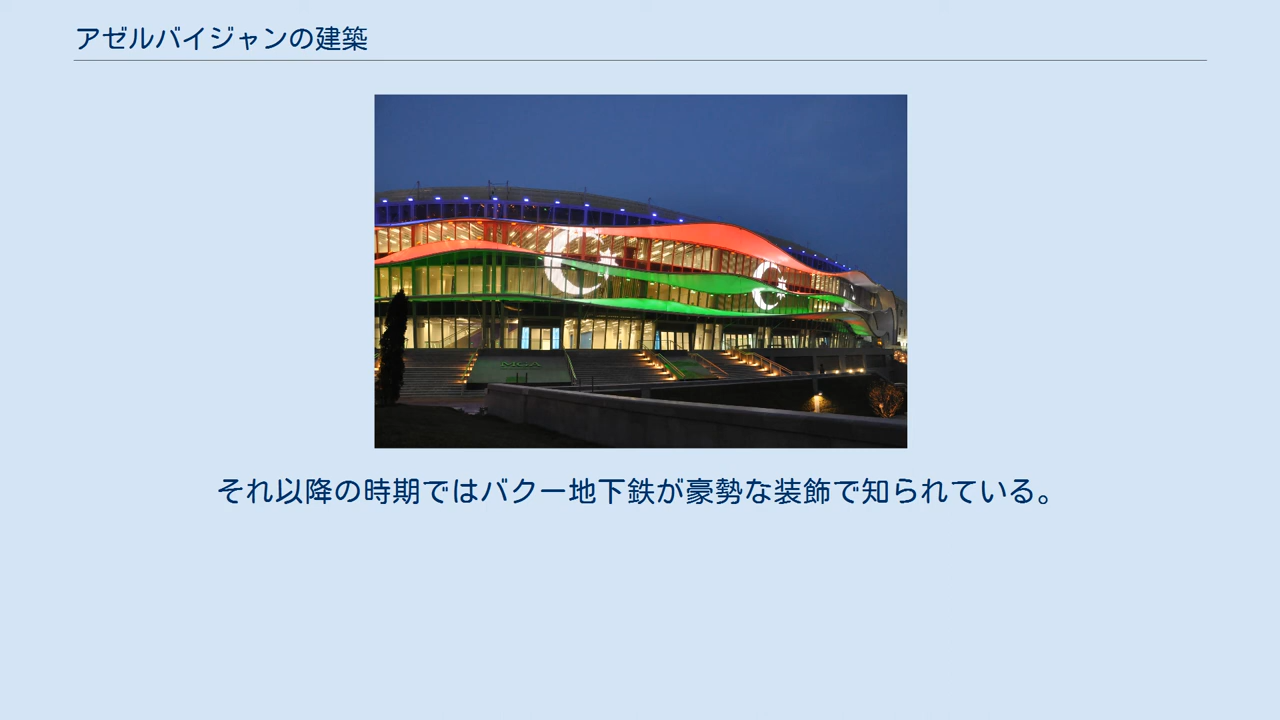 アゼルバイジャンの建築
MGA
それ以降の時期ではバクー地下鉄が豪勢な装飾で知られている。